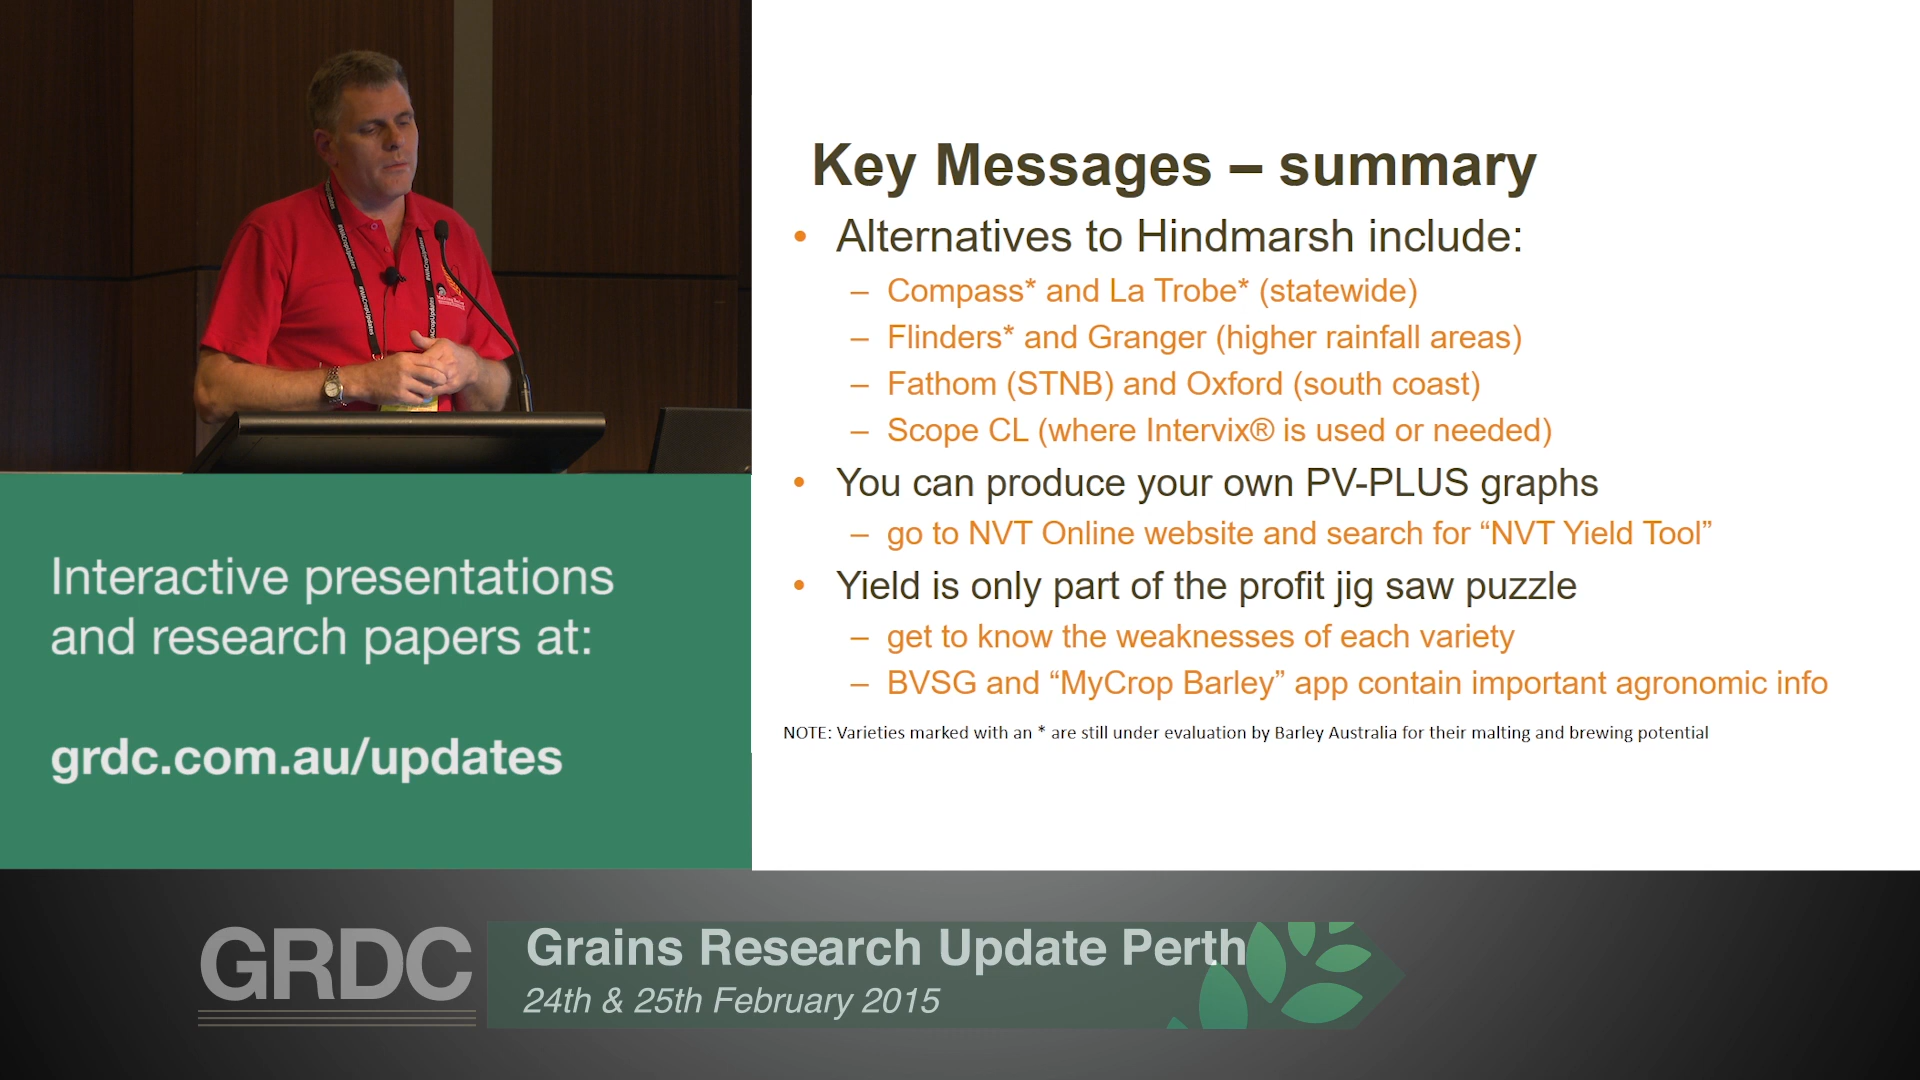 Key Messages – summary
• Alternatives to Hindmarsh include:
– Compass* and La Trobe* (statewide)
– Flinders* and Granger (higher rainfall areas)
– Fathom (STNB) and Oxford (south coast)
– Scope CL (where Intervix® is used or needed)
• You can produce your own PV-PLUS graphs
– go to NVT Online website and search for “NVT Yield Tool”
• Yield is only part of the profit jig saw puzzle
– get to know the weaknesses of each variety
– BVSG and “MyCrop Barley” app contain important agronomic info
NOTE: Varieties marked with an * are still under evaluation by Barley Australia for their malting and brewing potential
Interactive presentations
and research papers at:
grdc.com.au/updates
GRDC
Grains Research Update Perth
24th & 25th February 2015